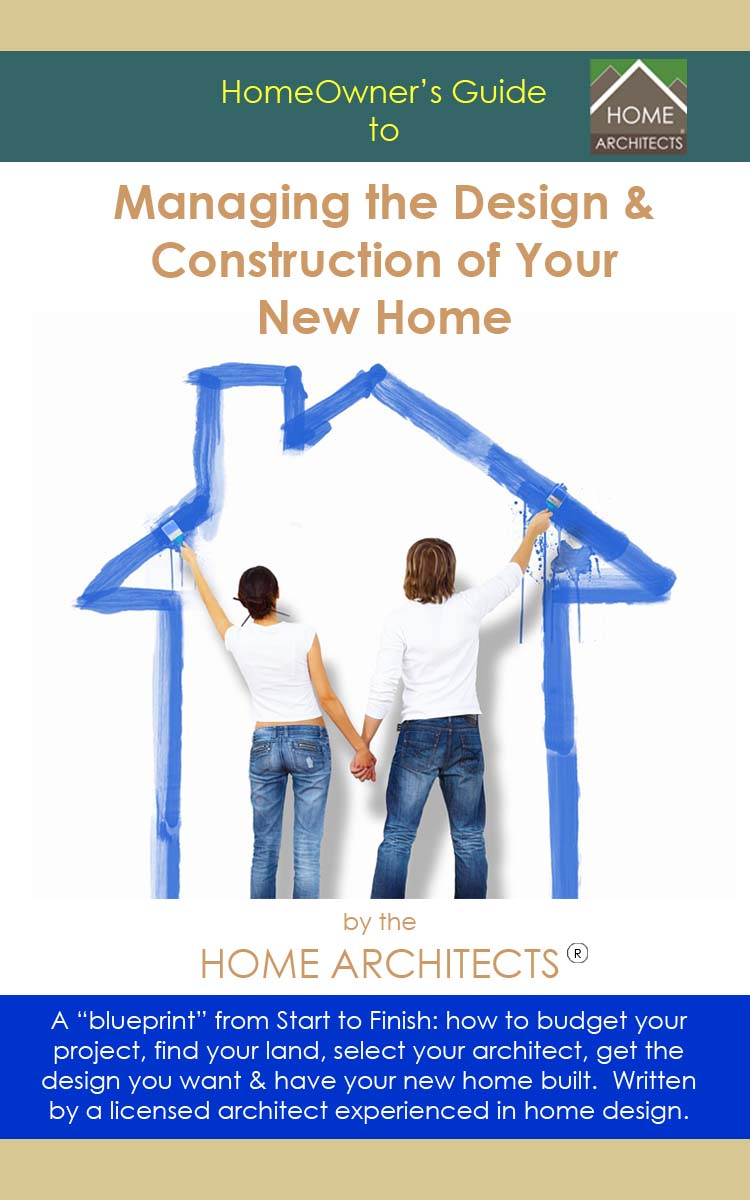 HomeOwner’s Guide
to
HOME
ARCHITECTS
®
Managing the Design &
Construction of Your
New Home
by the
HOME ARCHITECTS ®
A “blueprint” from Start to Finish: how to budget your
project, find your land, select your architect, get the
design you want & have your new home built.  Written
by a licensed architect experienced in home design.